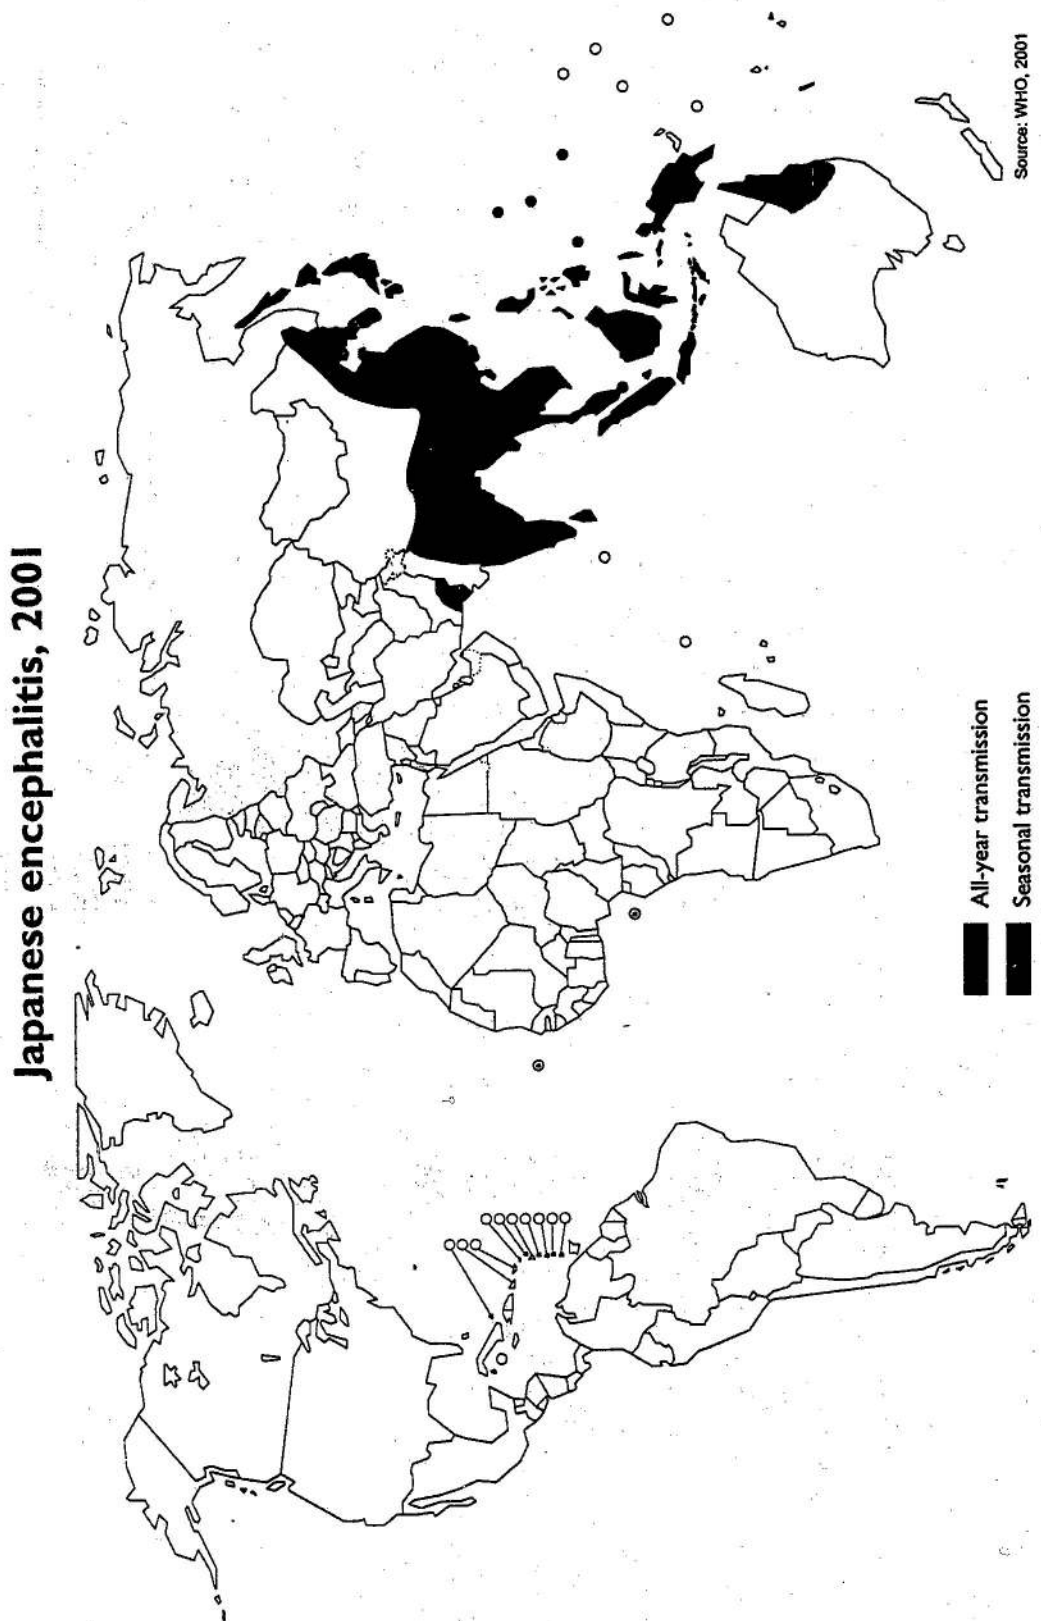 Japanese encephalitis, 2001
All-year transmission
Seasonal transmission
Source: WHO, 2001